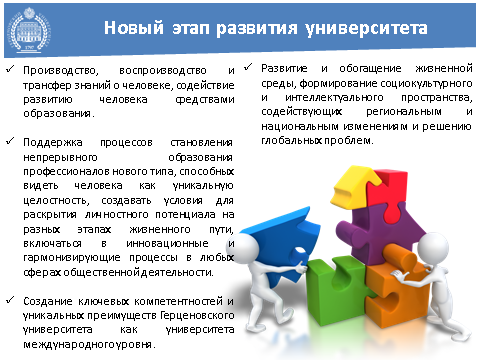 Новый этап развития университета
✓ Производство, воспроизводство и
трансфер знаний о человеке, содействие
развитию человека средствами
образования.
✓ Поддержка процессов становления
непрерывного образования
профессионалов нового типа, способных
видеть человека как уникальную
целостность, создавать условия для
раскрытия личностного потенциала на
разных этапах жизненного пути,
включаться в инновационные и
гармонизирующие процессы в любых
сферах общественной деятельности.
✓ Создание ключевых компетентностей и
уникальных преимуществ Герценовского
университета как университета
международного уровня.
✓ Развитие и обогащение жизненной
среды, формирование социокультурного
и интеллектуального пространства,
содействующих региональным и
национальным изменениям и решению
глобальных проблем.